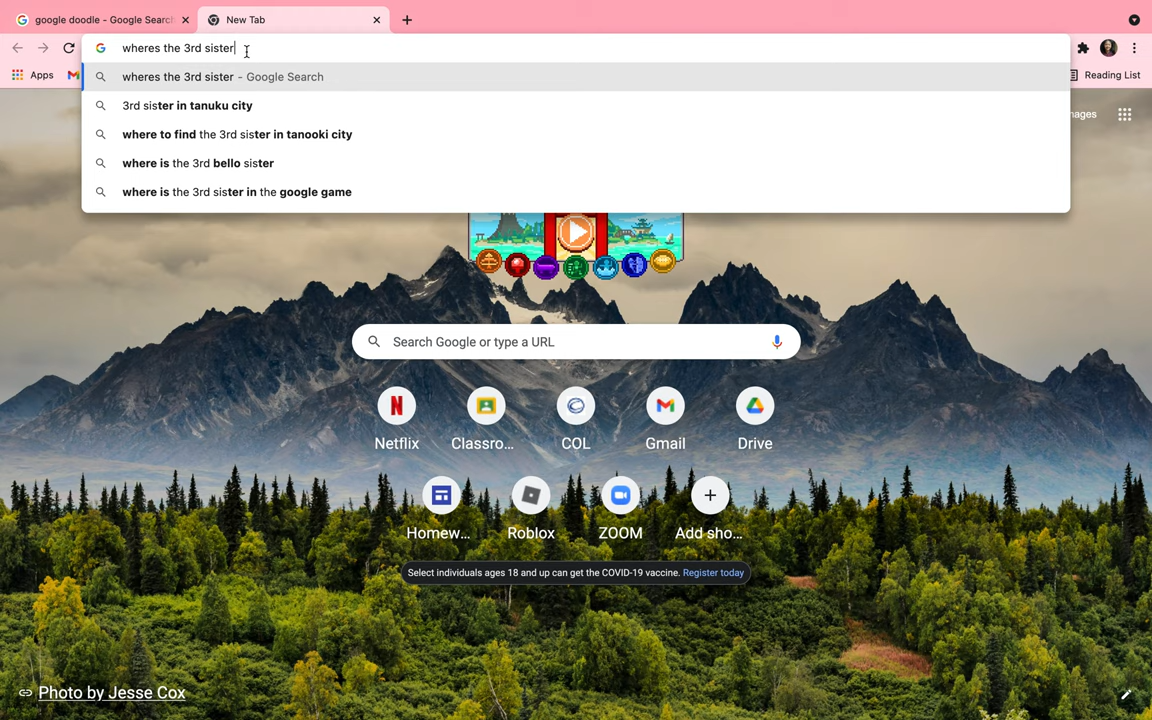 google doodle - Google Search
New Tab
wheres the 3rd sister
Apps
wheres the 3rd sister - Google Search
Reading List
3rd sister in tanuku city
mages
where to find the 3rd sister in tanooki city
where is the 3rd bello sister
where is the 3rd sister in the google game
Search Google or type a URL
Netflix
Classro...
COL
Gmail
Drive
Homew...
Roblox
ZOOM
Add sho...
Select individuals ages 18 and up can get the COVID-19 vaccine. Register today
Photo by Jesse Cox